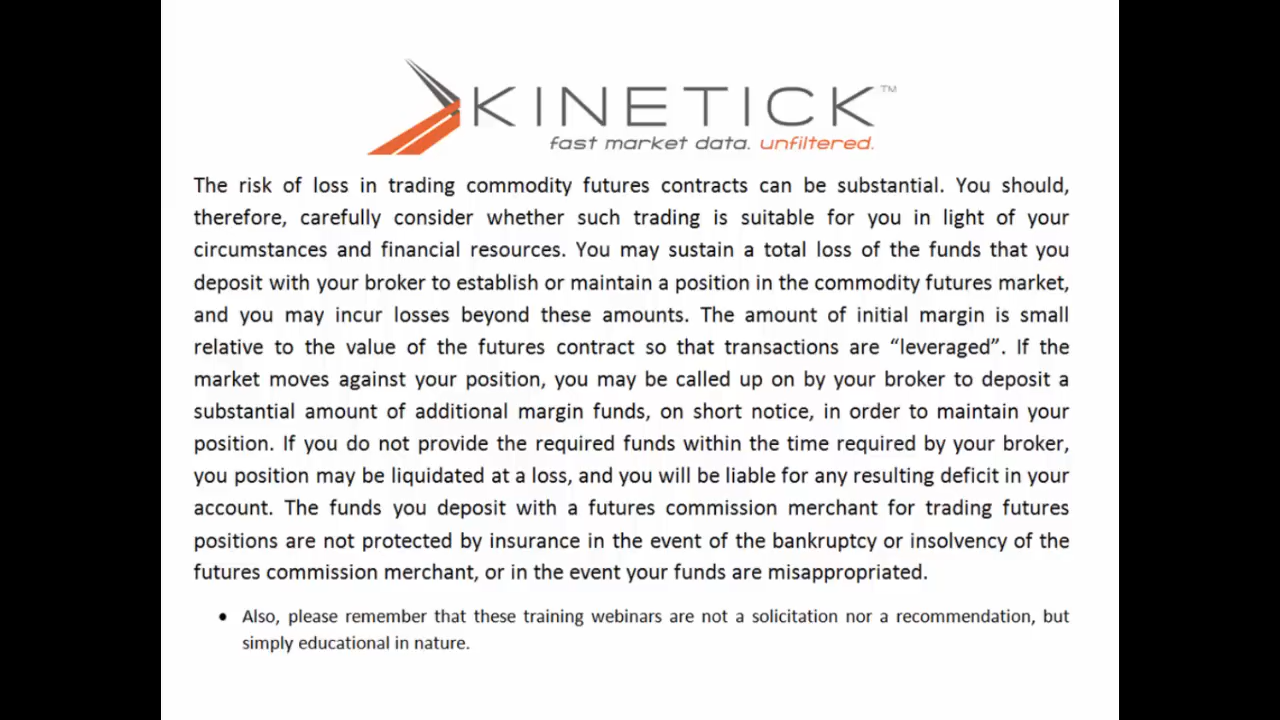 KINETICK™
fast market data. unfiltered.
The risk of loss in trading commodity futures contracts can be substantial. You should,
therefore, carefully consider whether such trading is suitable for you in light of your
circumstances and financial resources. You may sustain a total loss of the funds that you
deposit with your broker to establish or maintain a position in the commodity futures market,
and you may incur losses beyond these amounts. The amount of initial margin is small
relative to the value of the futures contract so that transactions are “leveraged”. If the
market moves against your position, you may be called up on by your broker to deposit a
substantial amount of additional margin funds, on short notice, in order to maintain your
position. If you do not provide the required funds within the time required by your broker,
you position may be liquidated at a loss, and you will be liable for any resulting deficit in your
account. The funds you deposit with a futures commission merchant for trading futures
positions are not protected by insurance in the event of the bankruptcy or insolvency of the
futures commission merchant, or in the event your funds are misappropriated.
• Also, please remember that these training webinars are not a solicitation nor a recommendation, but
simply educational in nature.